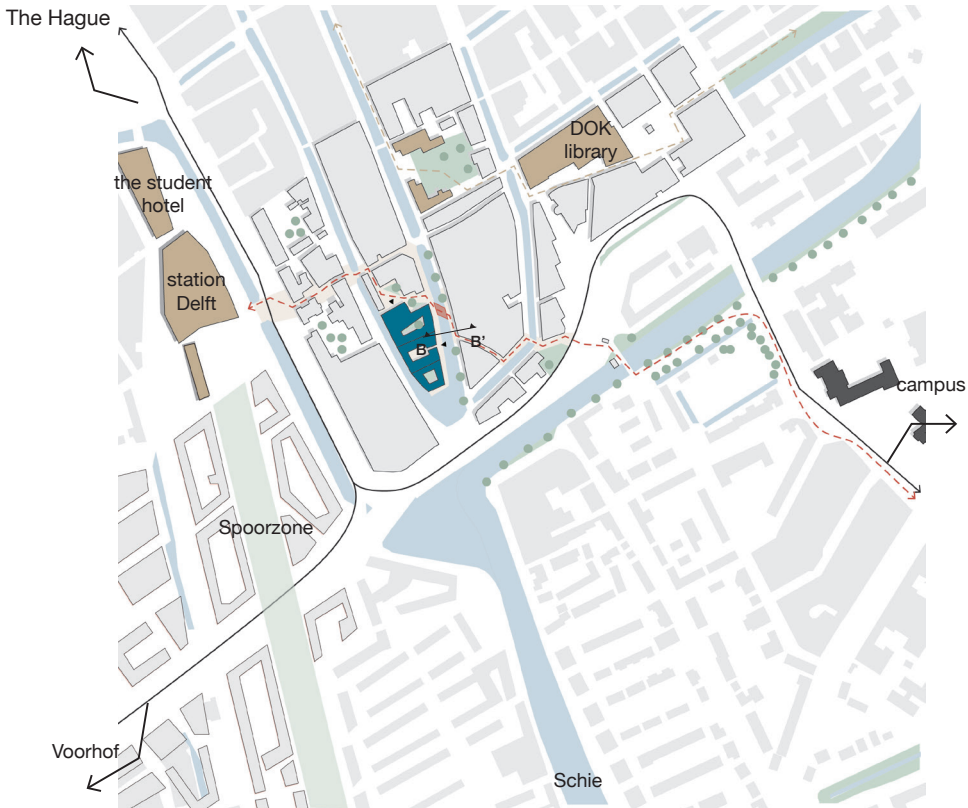 The Hague
DOK
library
the student
hotel
station
Delft
B
B'
campus
Spoorzone
Voorhof
Schie